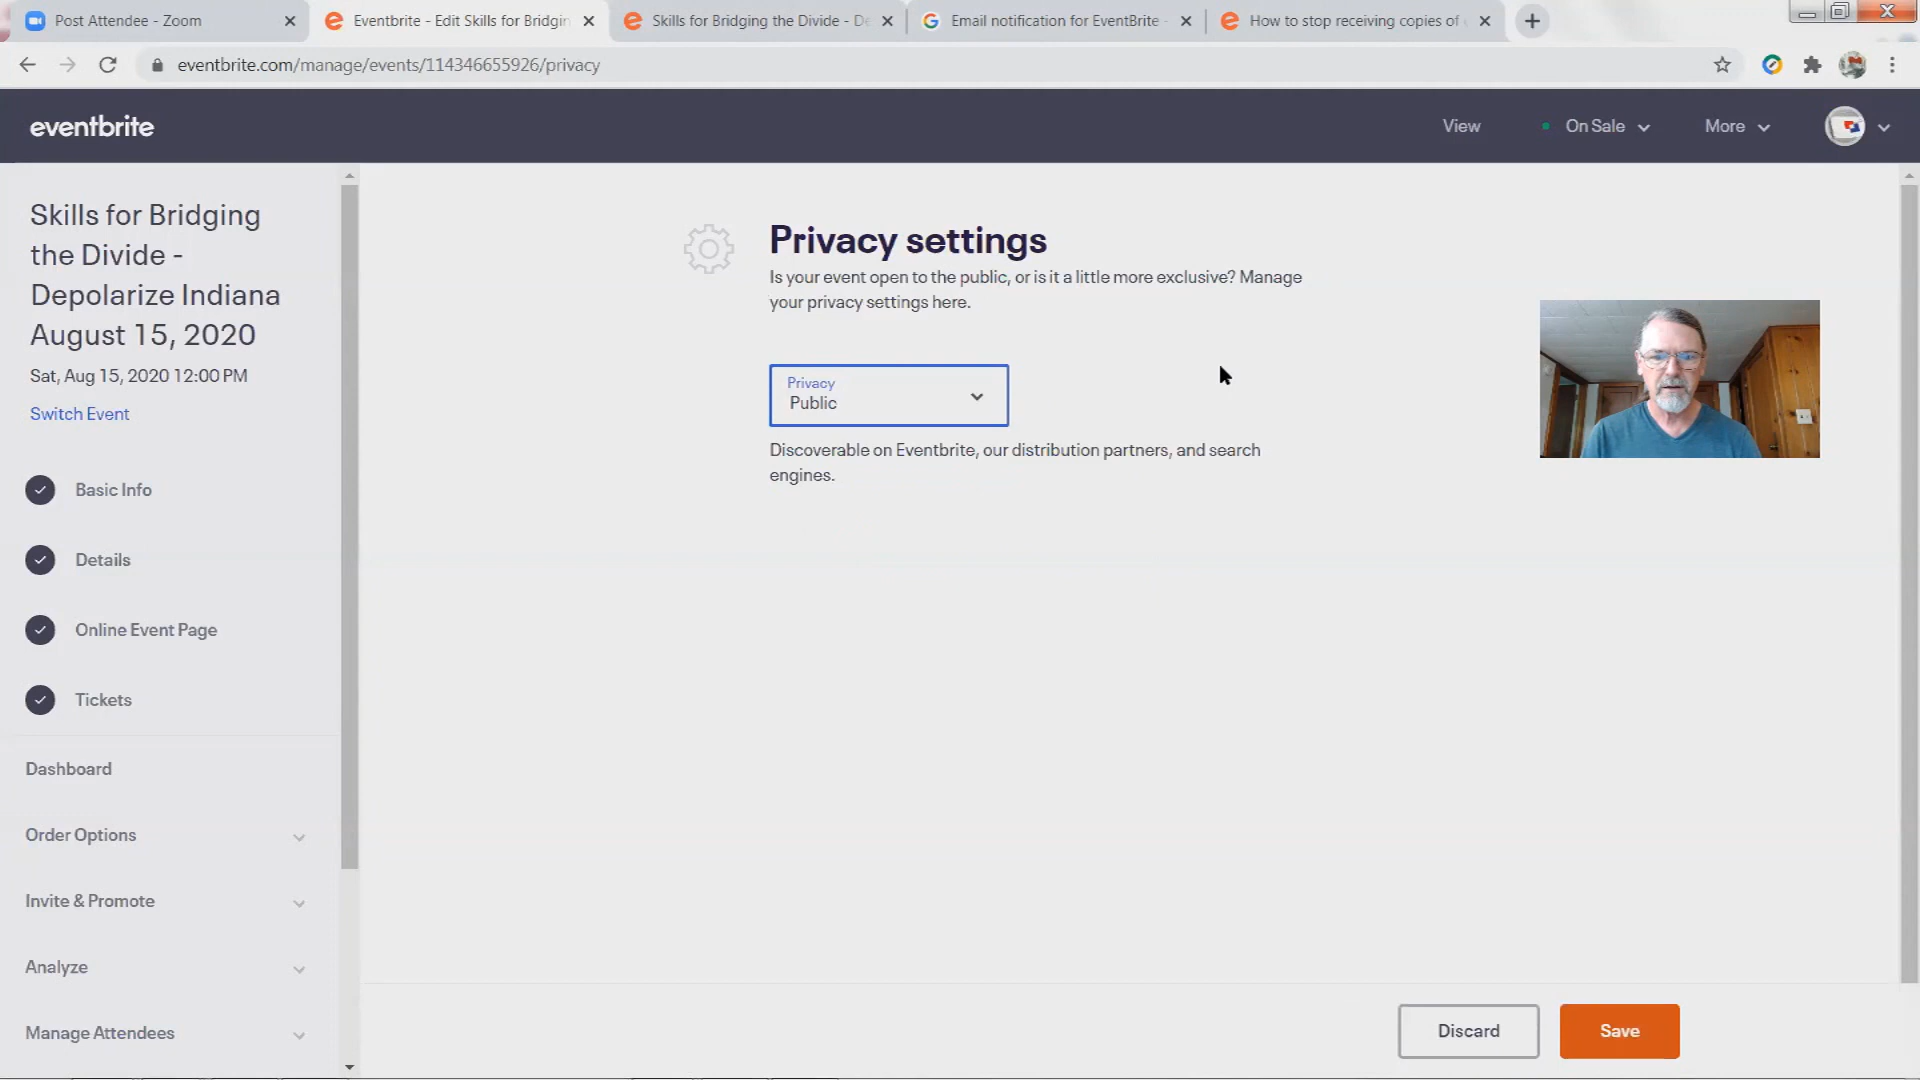 Post Attendee - Zoom
Eventbrite - Edit Skills for Bridgin
Skills for Bridging the Divide - De
Email notification for EventBrite -
How to stop receiving copies of
eventbrite.com/manage/events/114346655926/privacy
eventbrite
View
On Sale
More
Skills for Bridging
the Divide -
Depolarize Indiana
August 15, 2020
Sat, Aug 15, 2020 12:00 PM
Switch Event
Basic Info
Details
Online Event Page
Tickets
Dashboard
Order Options
Invite & Promote
Analyze
Manage Attendees
Privacy settings
Is your event open to the public, or is it a little more exclusive? Manage
your privacy settings here.
Privacy
Public
Discoverable on Eventbrite, our distribution partners, and search
engines.
Discard
Save